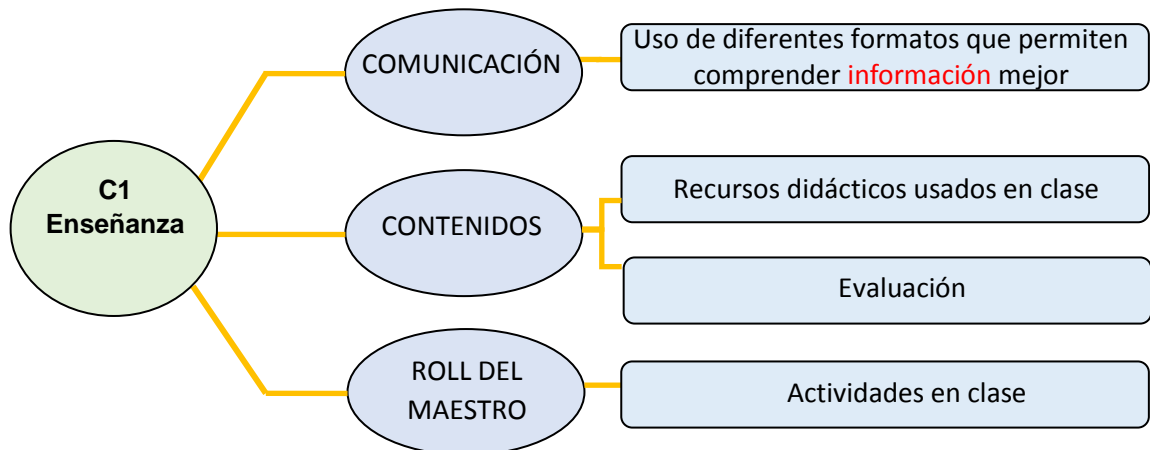 C1
Enseñanza
COMUNICACIÓN
Uso de diferentes formatos que permiten
comprender información mejor
CONTENIDOS
Recursos didácticos usados en clase
Evaluación
ROLL DEL
MAESTRO
Actividades en clase